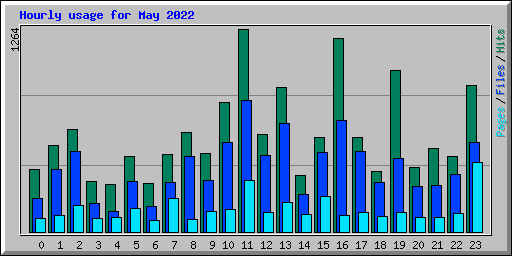 Hourly usage for May 2022
1264
Pages/Files/Hits
0 1 2 3 4 5 6 7 8 9 10 11 12 13 14 15 16 17 18 19 20 21 22 23